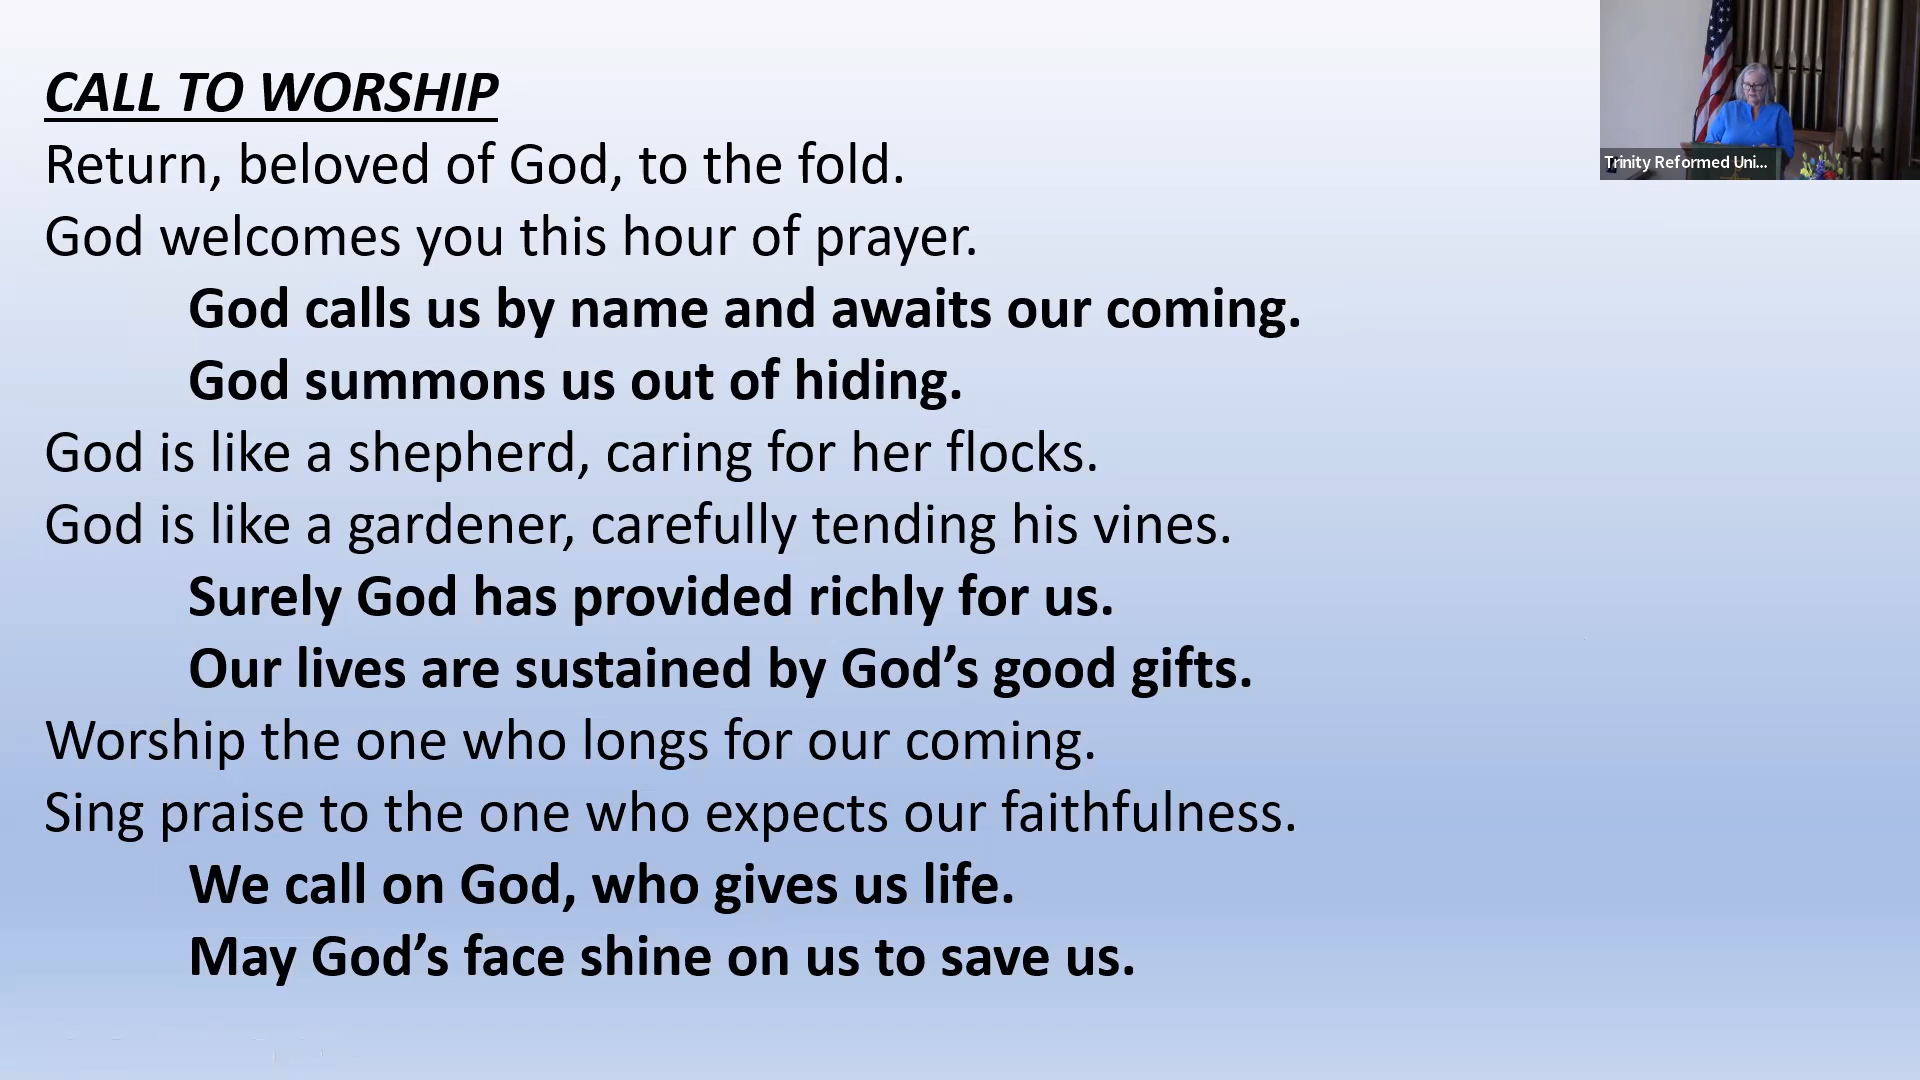 CALL TO WORSHIP
Return, beloved of God, to the fold.
God welcomes you this hour of prayer.
God calls us by name and awaits our coming.
God summons us out of hiding.
God is like a shepherd, caring for her flocks.
God is like a gardener, carefully tending his vines.
Surely God has provided richly for us.
Our lives are sustained by God’s good gifts.
Worship the one who longs for our coming.
Sing praise to the one who expects our faithfulness.
We call on God, who gives us life.
May God’s face shine on us to save us.
Trinity Reformed Uni...